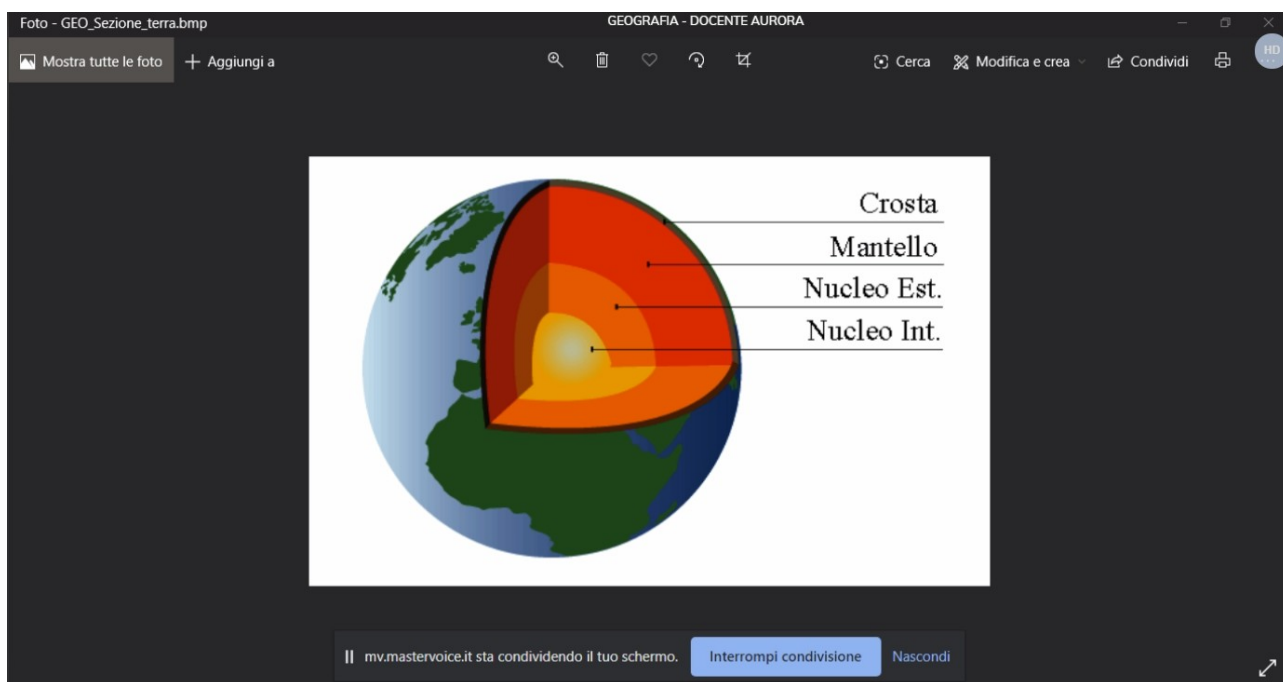 Foto - GEO_Sezione_terra.bmp
GEOGRAFIA - DOCENTE AURORA
Mostra tutte le foto
Aggiungi a
Cerca
Modifica e crea
Condividi
HD
Crosta
Mantello
Nucleo Est.
Nucleo Int.
mv.mastervoice.it sta condividendo il tuo schermo.
Interrompi condivisione
Nascondi